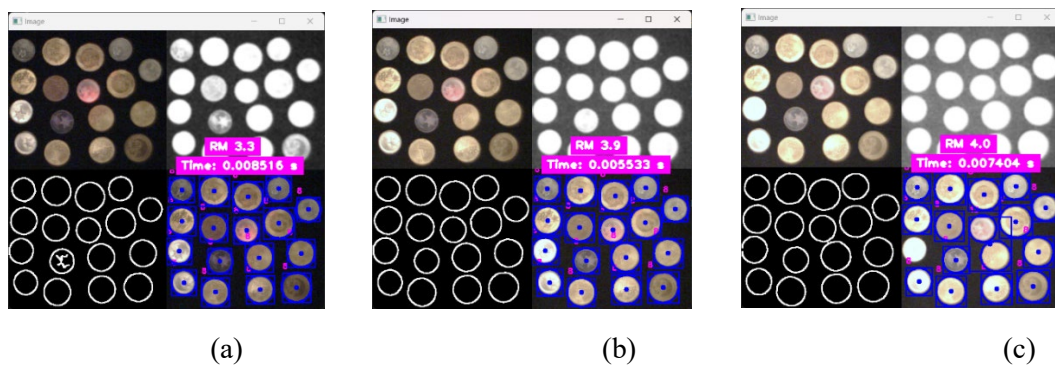 Image
RM 3.3
Time: 0.008516 s
(a)
Image
RM 3.9
Time: 0.005533 s
(b)
Image
RM 4.0
Time: 0.007404 s
(c)